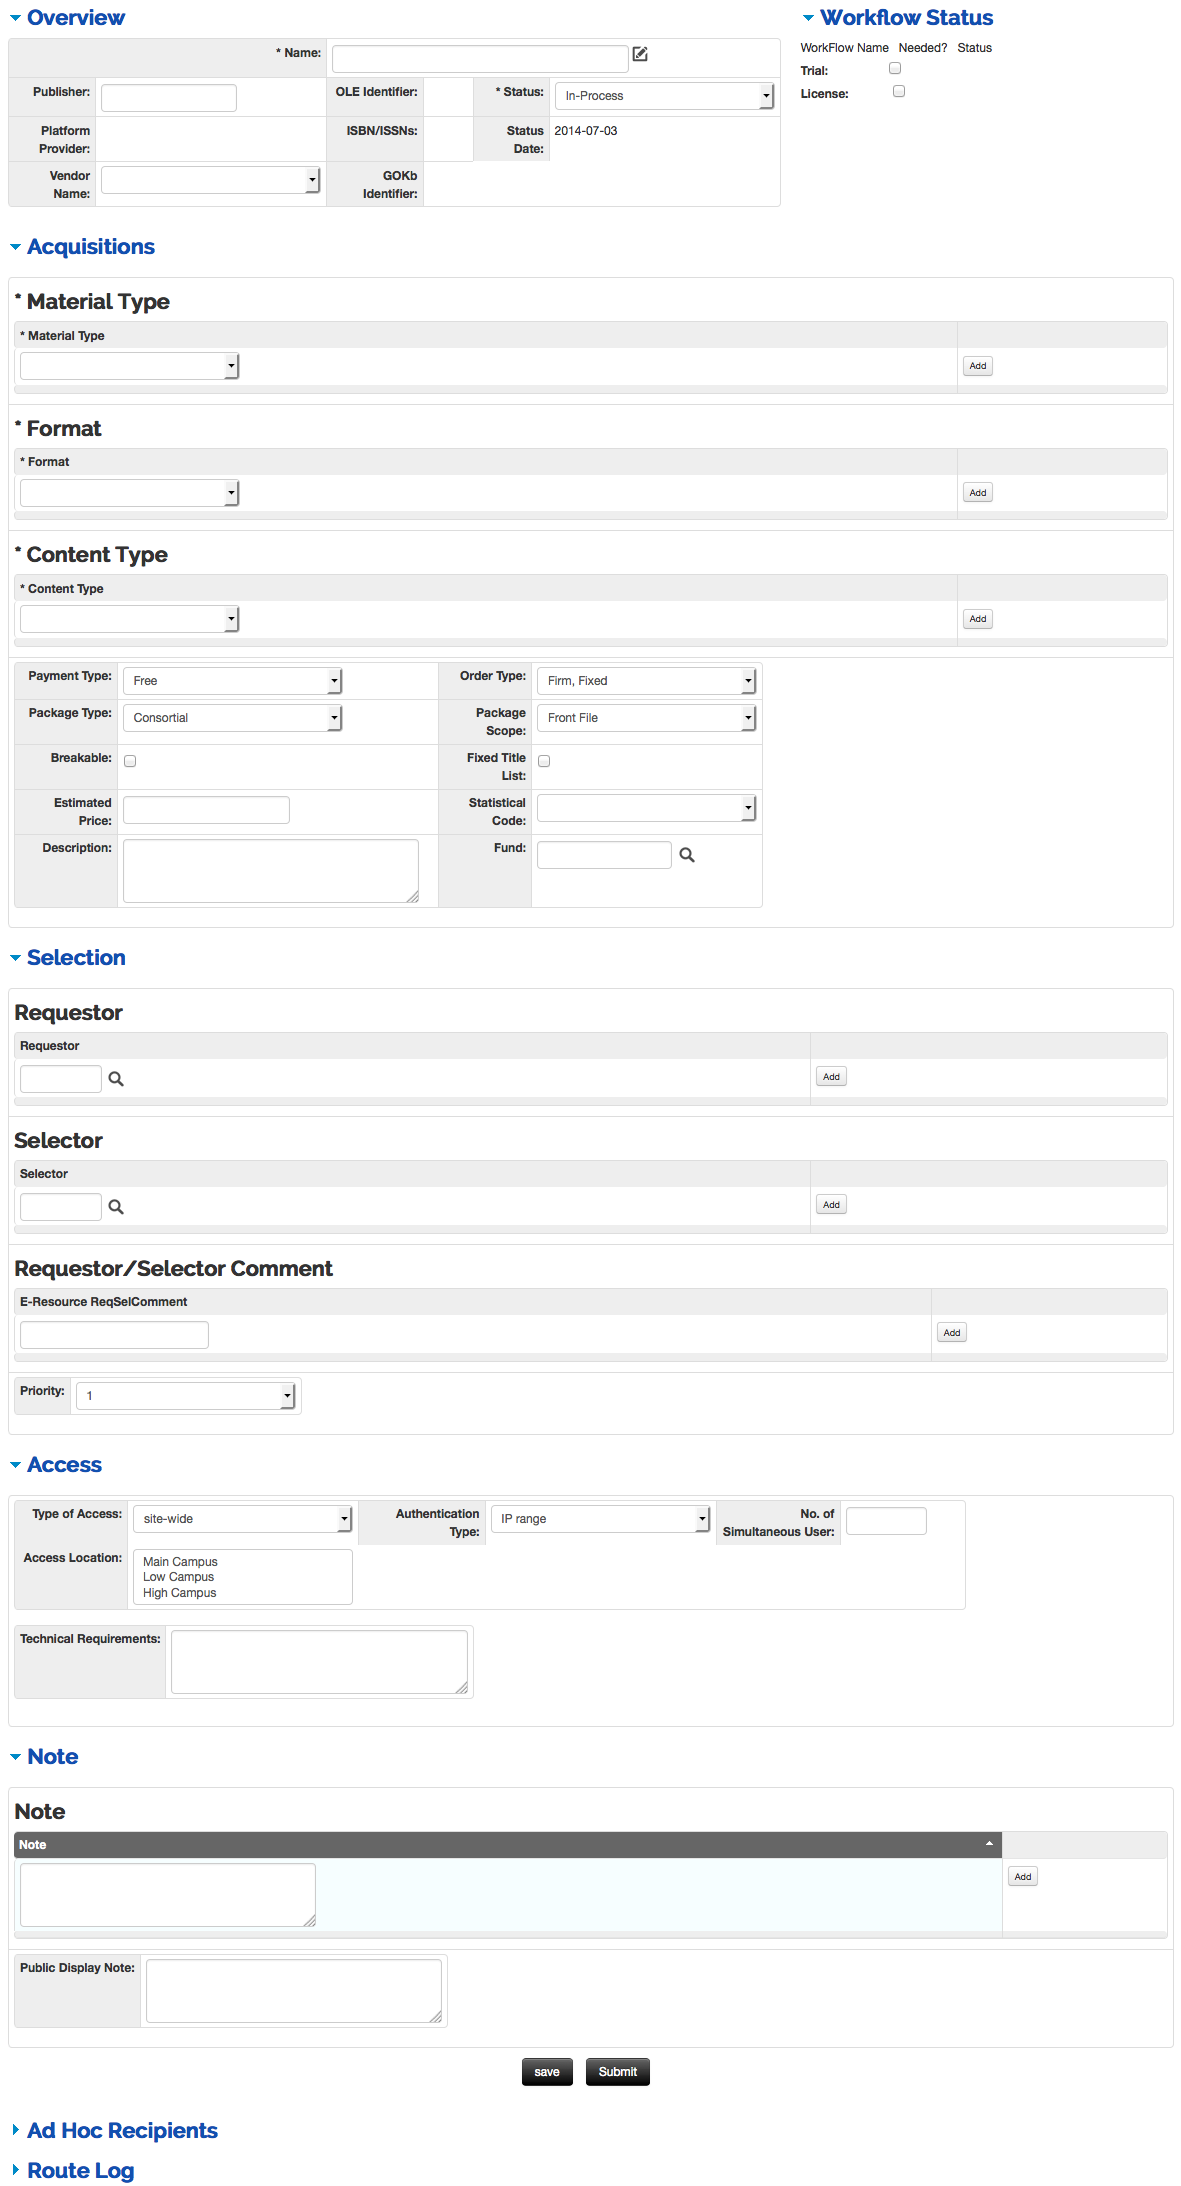 Overview
Workflow Status
* Name:
WorkFlow Name Needed? Status
Trial:
License:
Publisher:
OLE Identifier:
* Status:
In-Process
Platform
Provider:
ISBN/ISSNs:
Status
Date:
2014-07-03
Vendor
Name:
GOKb
Identifier:
Acquisitions
* Material Type
* Material Type
Add
* Format
* Format
Add
* Content Type
* Content Type
Add
Payment Type:
Free
Order Type:
Firm, Fixed
Package Type:
Consortial
Package
Scope:
Front File
Breakable:
Fixed Title
List:
Estimated
Price:
Statistical
Code:
Description:
Fund:
Selection
Requestor
Requestor
Add
Selector
Selector
Add
Requestor/Selector Comment
E-Resource ReqSelComment
Add
Priority:
1
Access
Type of Access:
site-wide
Authentication
Type:
IP range
No. of
Simultaneous User:
Access Location:
Main Campus
Low Campus
High Campus
Technical Requirements:
Note
Note
Note
Add
Public Display Note:
save
Submit
Ad Hoc Recipients
Route Log